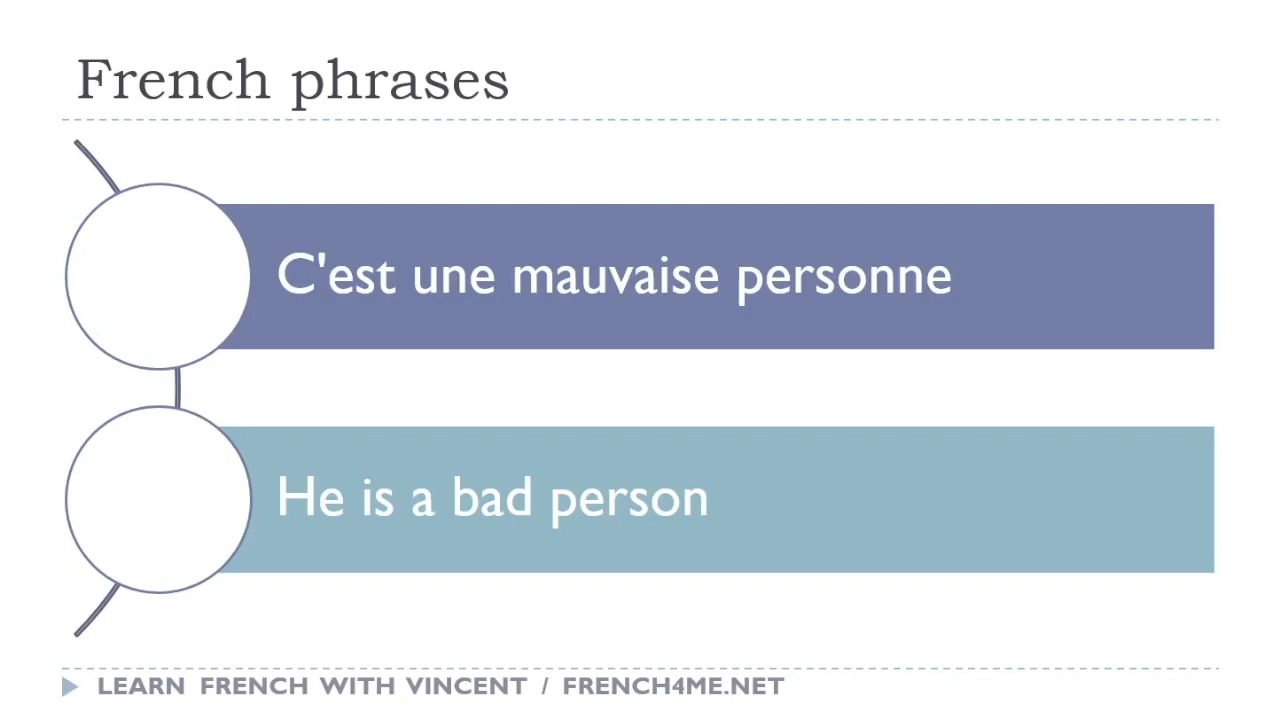 French phrases
C'est une mauvaise personne
He is a bad person
LEARN FRENCH WITH VINCENT / FRENCH4ME.NET